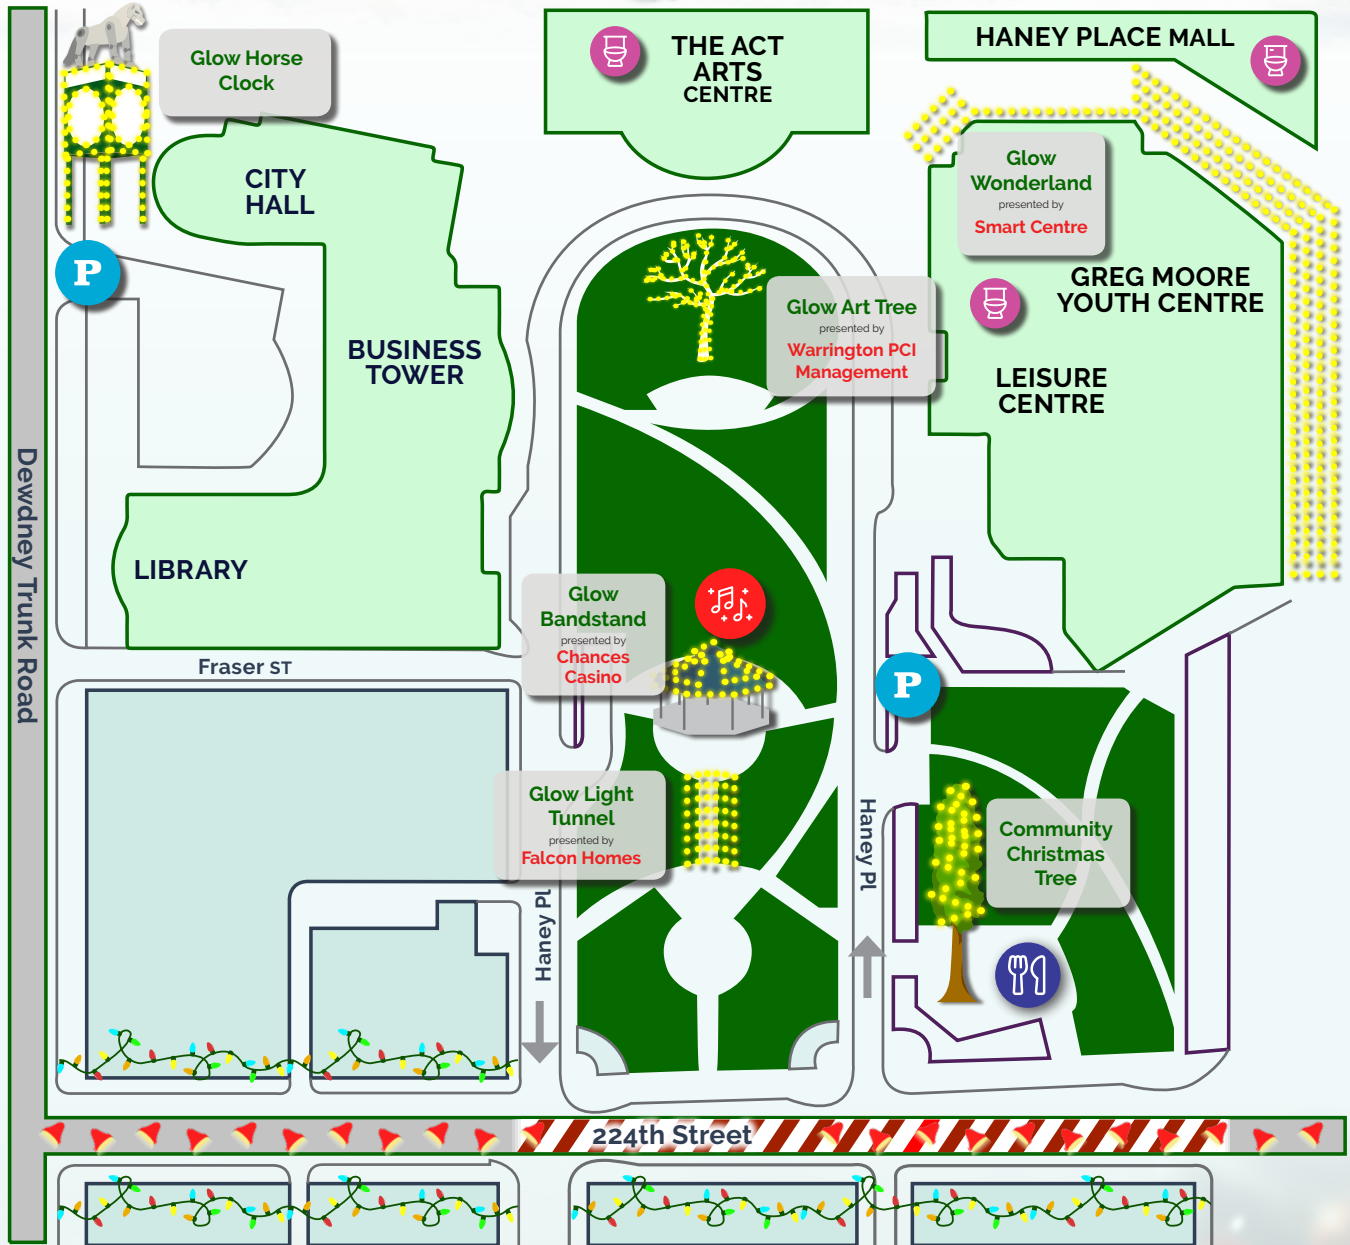 Glow Horse
Clock
THE ACT
ARTS
CENTRE
HANEY PLACE MALL
CITY
HALL
Glow
Wonderland
presented by
Smart Centre
P
GREG MOORE
YOUTH CENTRE
Glow Art Tree
presented by
Warrington PCI
Management
BUSINESS
TOWER
LEISURE
CENTRE
Dewdney Trunk Road
LIBRARY
Glow
Bandstand
presented by
Chances
Casino
Fraser ST
P
Glow Light
Tunnel
presented by
Falcon Homes
Haney Pl
Community
Christmas
Tree
Haney Pl
224th Street